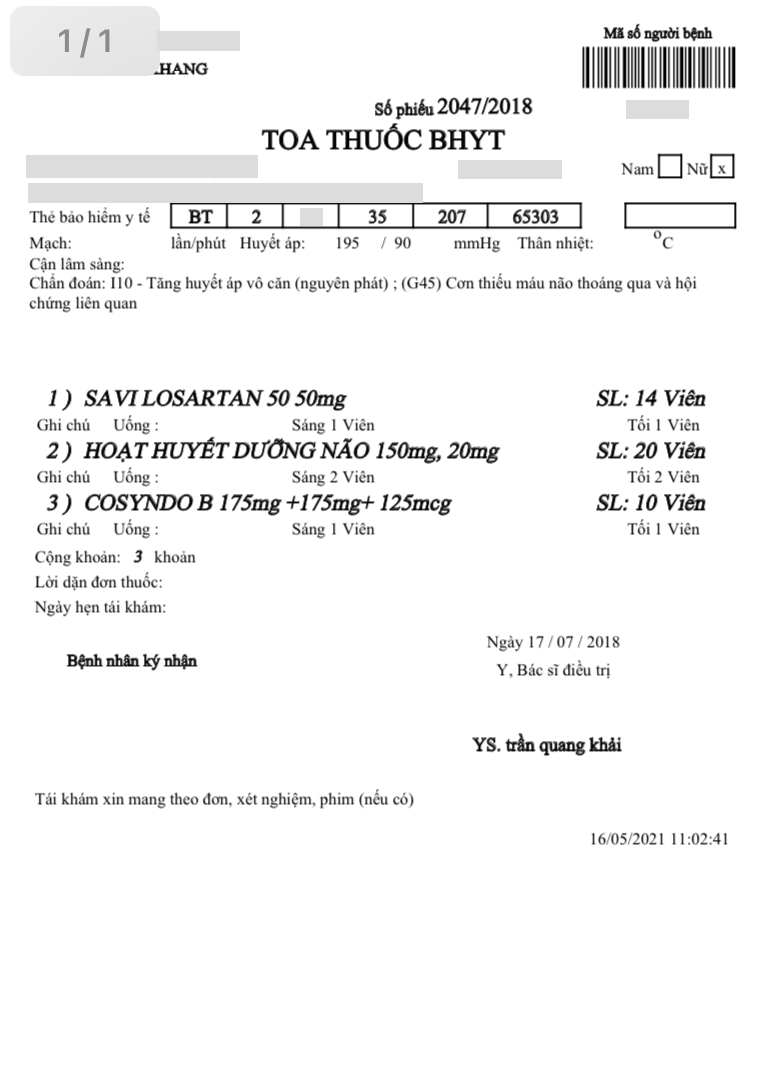 1/1
Mã số người bệnh
KHANG
Số phiếu 2047/2018
TOA THUỐC BHYT
Nam Nữ x
Thẻ bảo hiểm y tế BT 2 35 207 65303
Mạch: lần/phút Huyết áp: 195 / 90 mmHg Thân nhiệt: °C
Cận lâm sàng:
Chẩn đoán: I10 - Tăng huyết áp vô căn (nguyên phát) ; (G45) Cơn thiếu máu não thoáng qua và hội
chứng liên quan
1 ) SAVI LOSARTAN 50 50mg SL: 14 Viên
Ghi chú Uống : Sáng 1 Viên Tối 1 Viên
2 ) HOẠT HUYẾT DƯỠNG NÃO 150mg, 20mg SL: 20 Viên
Ghi chú Uống : Sáng 2 Viên Tối 2 Viên
3 ) COSYNDO B 175mg +175mg+ 125mcg SL: 10 Viên
Ghi chú Uống : Sáng 1 Viên Tối 1 Viên
Cộng khoản: 3 khoản
Lời dặn đơn thuốc:
Ngày hẹn tái khám:
Ngày 17 / 07 / 2018
Bệnh nhân ký nhận
Y, Bác sĩ điều trị
YS. trần quang khải
Tái khám xin mang theo đơn, xét nghiệm, phim (nếu có)
16/05/2021 11:02:41